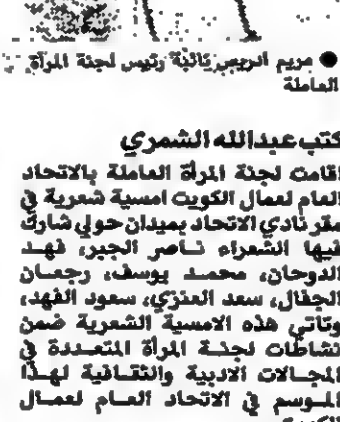 ● مريم الريعي نائبة رئيس لجنة المرأة
العاملة
كتب عبدالله الشمري
اقامت لجنة المرأة العاملة بالاتحاد
العام لعمال الكويت امسية شعرية في
مقر نادي الاتحاد بميدان حولي شارك
فيها الشعراء ناصر الجبر، فهد
الدوحان، محمد يوسف، رجعسان
الجفال، سعد العنزي، سعود الفهد،
وتاتي هذه الامسية الشعرية ضمن
نشاطات لجنة المرأة المتعددة في
المجالات الادبية والثقافية لهذا
الموسم في الاتحاد العام لعمال